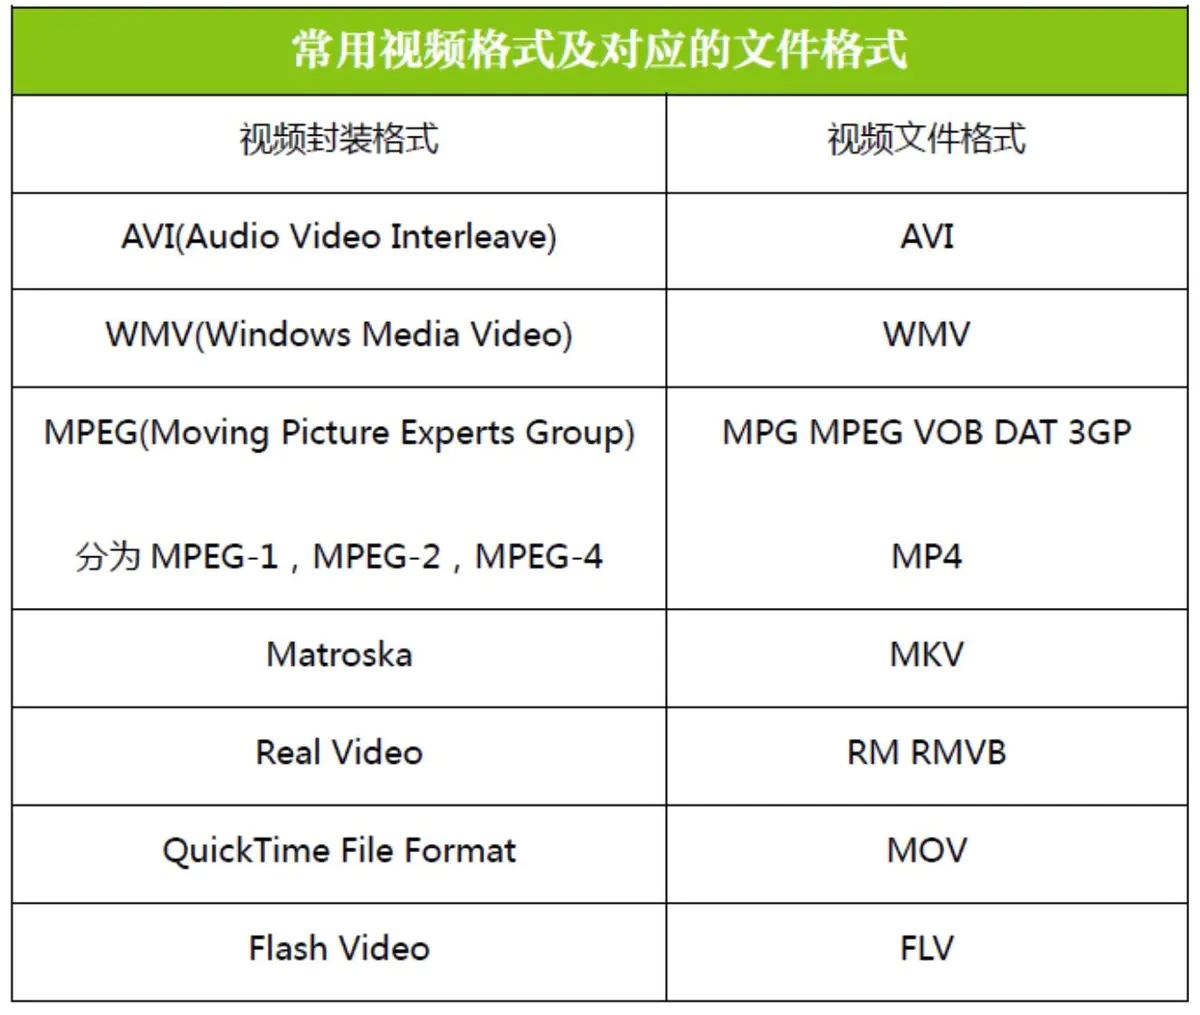 常用视频格式及对应的文件格式
视频封装格式 视频文件格式
AVI(Audio Video Interleave) AVI
WMV(Windows Media Video) WMV
MPEG(Moving Picture Experts Group) MPG MPEG VOB DAT 3GP
分为 MPEG-1，MPEG-2，MPEG-4 MP4
Matroska MKV
Real Video RM RMVB
QuickTime File Format MOV
Flash Video FLV